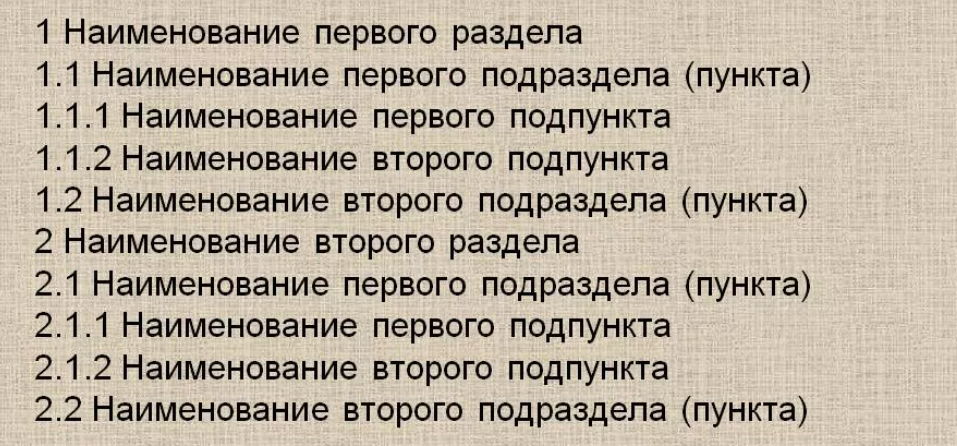 1 Наименование первого раздела
1.1 Наименование первого подраздела (пункта)
1.1.1 Наименование первого подпункта
1.1.2 Наименование второго подпункта
1.2 Наименование второго подраздела (пункта)
2 Наименование второго раздела
2.1 Наименование первого подраздела (пункта)
2.1.1 Наименование первого подпункта
2.1.2 Наименование второго подпункта
2.2 Наименование второго подраздела (пункта)